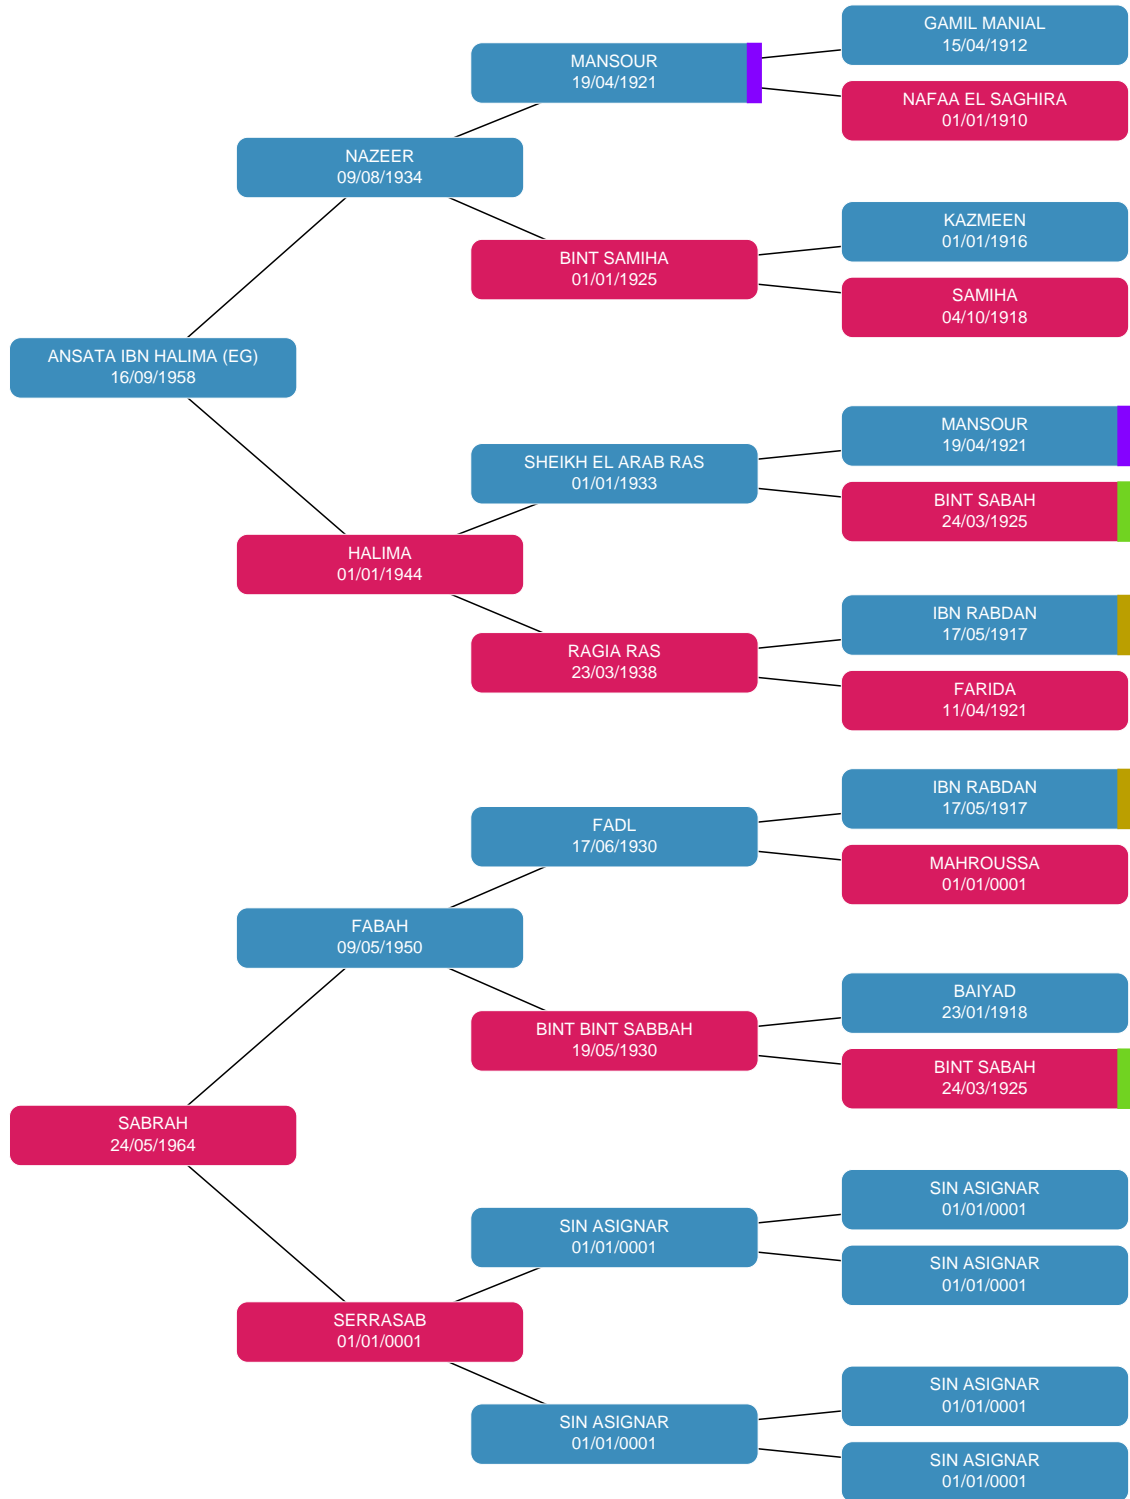 GAMIL MANIAL
15/04/1912
MANSOUR
19/04/1921
NAFAA EL SAGHIRA
01/01/1910
NAZEER
09/08/1934
KAZMEEN
01/01/1916
BINT SAMIHA
01/01/1925
SAMIHA
04/10/1918
ANSATA IBN HALIMA (EG)
16/09/1958
MANSOUR
19/04/1921
SHEIKH EL ARAB RAS
01/01/1933
BINT SABAH
24/03/1925
HALIMA
01/01/1944
IBN RABDAN
17/05/1917
RAGIA RAS
23/03/1938
FARIDA
11/04/1921
IBN RABDAN
17/05/1917
FADL
17/06/1930
MAHROUSSA
01/01/0001
FABAH
09/05/1950
BAIYAD
23/01/1918
BINT BINT SABBAH
19/05/1930
BINT SABAH
24/03/1925
SABRAH
24/05/1964
SIN ASIGNAR
01/01/0001
SIN ASIGNAR
01/01/0001
SIN ASIGNAR
01/01/0001
SERRASAB
01/01/0001
SIN ASIGNAR
01/01/0001
SIN ASIGNAR
01/01/0001
SIN ASIGNAR
01/01/0001